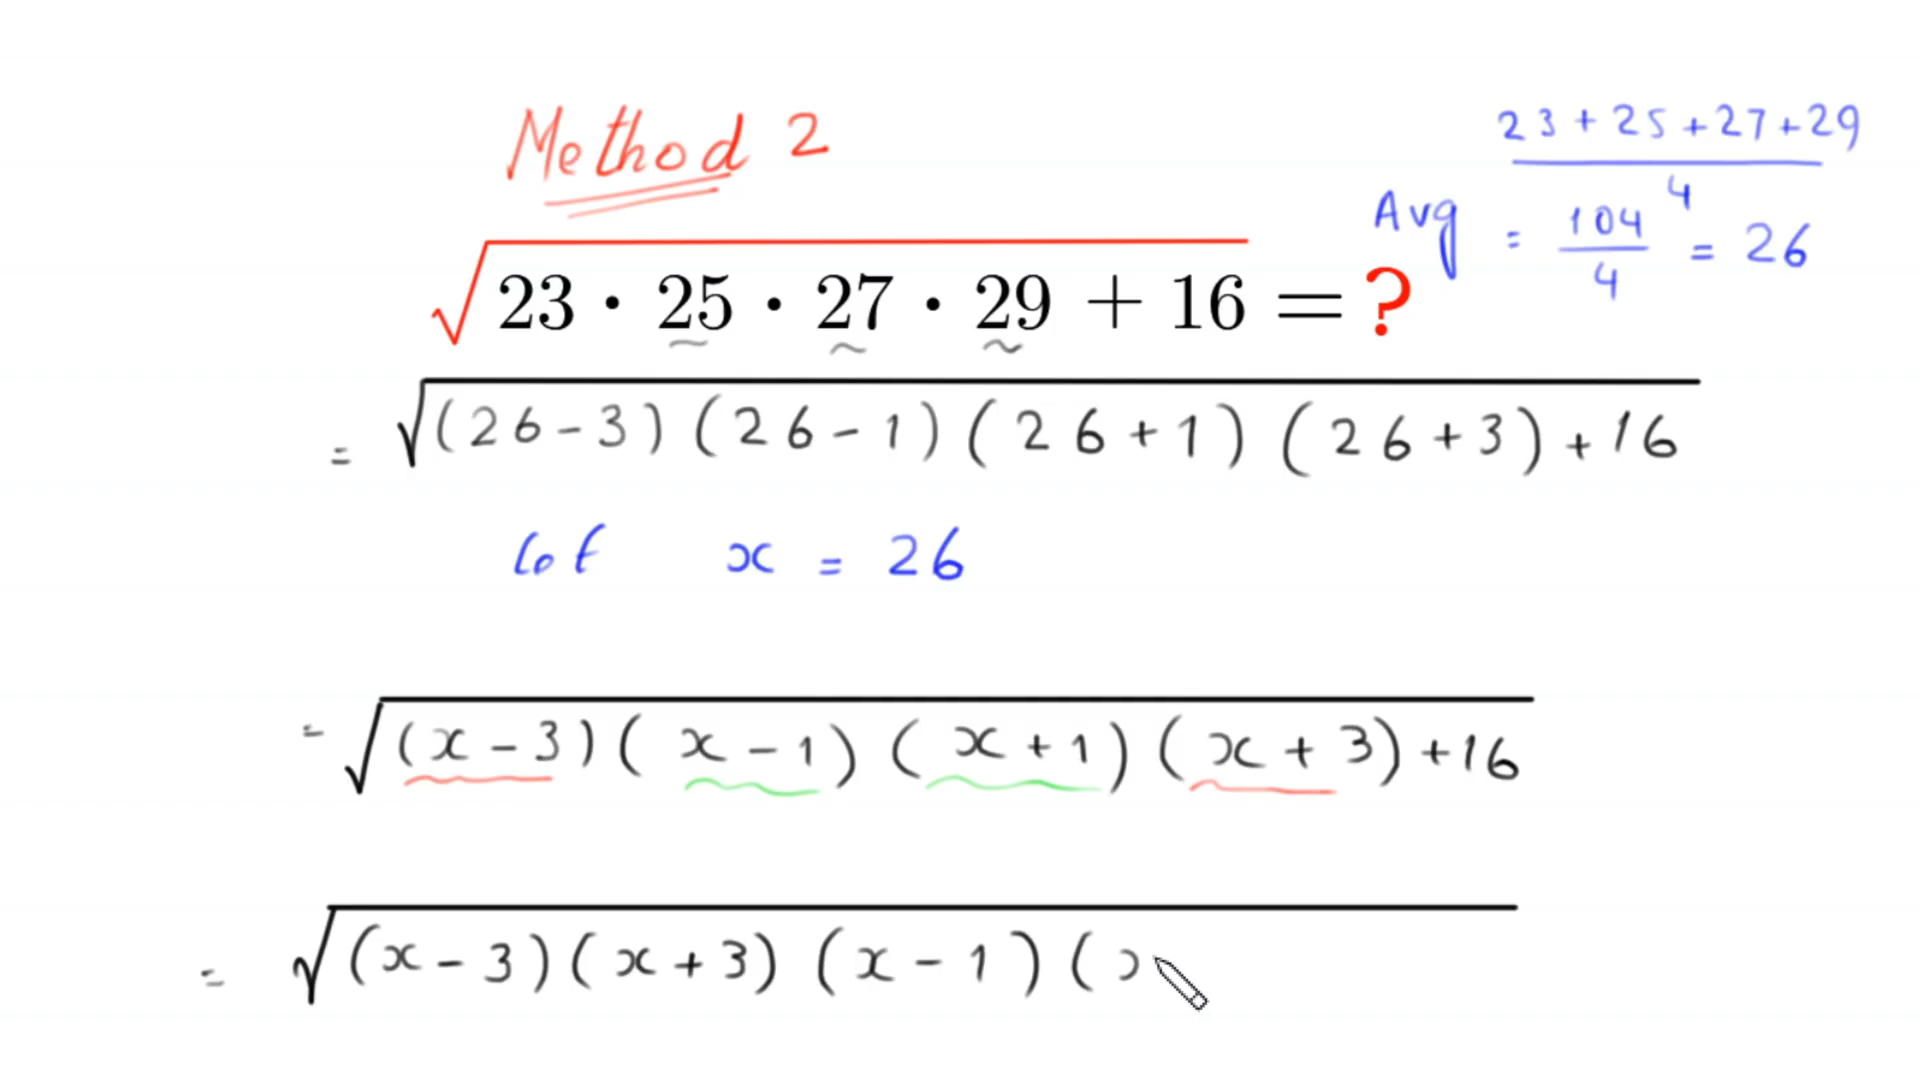 Method 2
23 + 25 + 27 + 29
4
Avg = 104/4 = 26
√(23 · 25 · 27 · 29 + 16) = ?
= √((26 - 3)(26 - 1)(26 + 1)(26 + 3) + 16)
let x = 26
= √((x - 3)(x - 1)(x + 1)(x + 3) + 16)
= √((x - 3)(x + 3)(x - 1)(